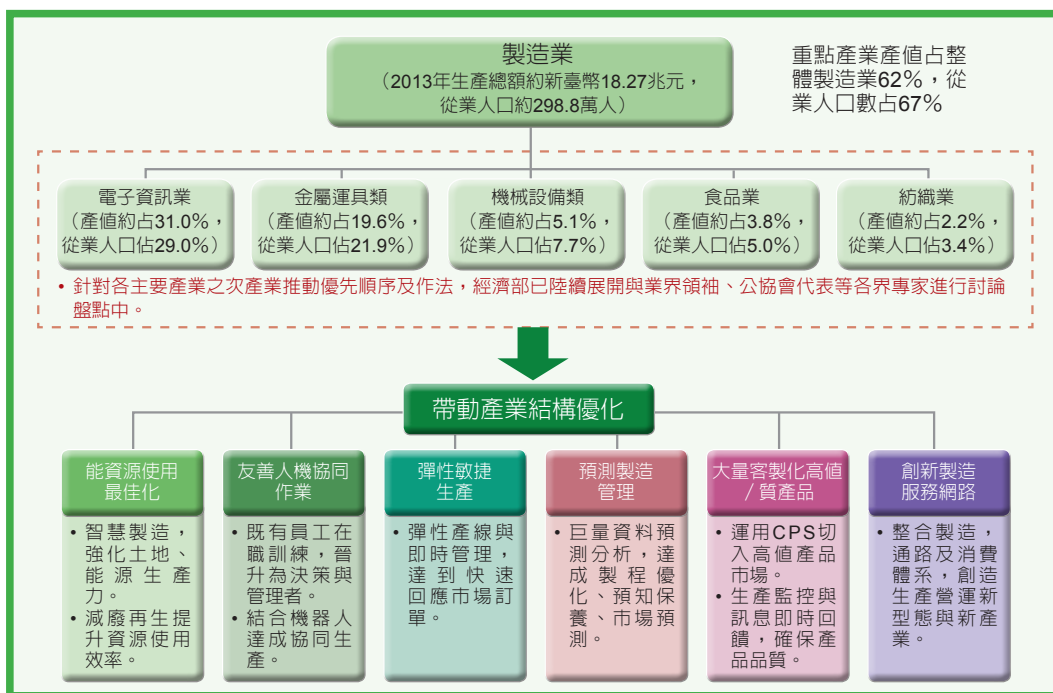 製造業
（2013年生產總額約新臺幣18.27兆元，
從業人口約298.8萬人）
重點產業產值占整
體製造業62%，從
業人口數占67%
電子資訊業
（產值約占31.0%，
從業人口佔29.0%）
金屬運具類
（產值約占19.6%，
從業人口佔21.9%）
機械設備類
（產值約占5.1%，
從業人口佔7.7%）
食品業
（產值約占3.8%，
從業人口佔5.0%）
紡織業
（產值約占2.2%，
從業人口佔3.4%）
• 針對各主要產業之次產業推動優先順序及作法，經濟部已陸續展開與業界領袖、公協會代表等各界專家進行討論
盤點中。
帶動產業結構優化
能資源使用
最佳化
• 智慧製造，
強化土地、
能源生產
力。
• 減廢再生提
升資源使用
效率。
友善人機協同
作業
• 既有員工在
職訓練，晉
升為決策與
管理者。
• 結合機器人
達成協同生
產。
彈性敏捷
生產
• 彈性產線與
即時管理，
達到快速
回應市場訂
單。
預測製造
管理
• 巨量資料預
測分析，達
成製程優
化、預知保
養、市場預
測。
大量客製化高值
/質產品
• 運用CPS切
入高值產品
市場。
• 生產監控與
訊息即時回
饋，確保產
品品質。
創新製造
服務網路
• 整合製造，
通路及消費
體系，創造
生產營運新
型態與新產
業。